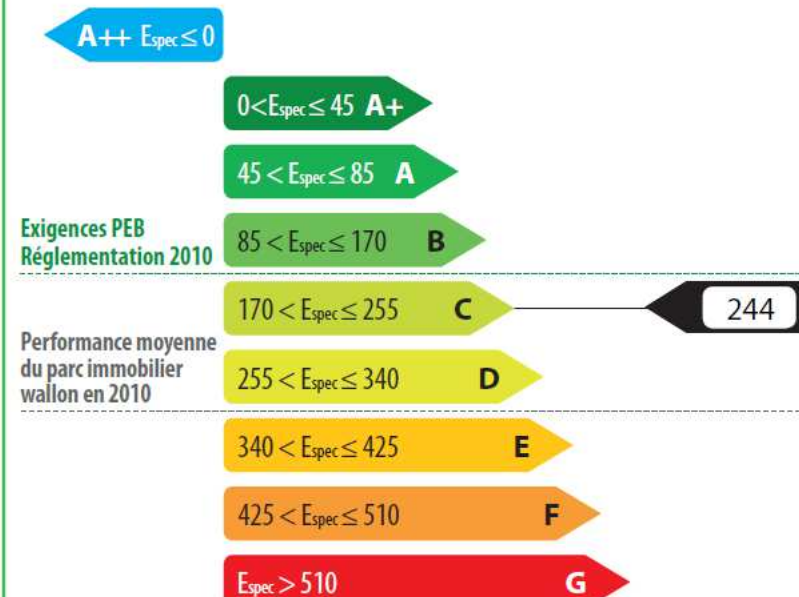 A++ Espec ≤ 0
0 < Espec ≤ 45 A+
45 < Espec ≤ 85 A
Exigences PEB
Réglementation 2010
85 < Espec ≤ 170 B
170 < Espec ≤ 255 C
244
Performance moyenne
du parc immobilier
wallon en 2010
255 < Espec ≤ 340 D
340 < Espec ≤ 425 E
425 < Espec ≤ 510 F
Espec > 510 G